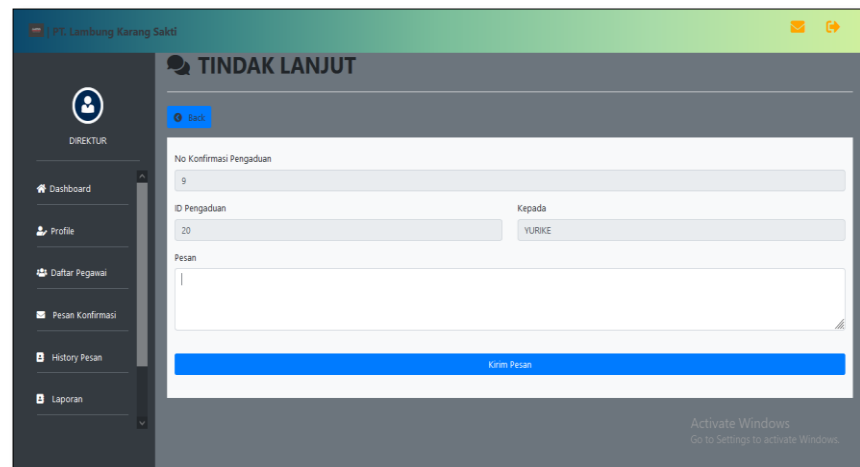 | PT. Lambung Karang Sakti
TINDAK LANJUT
DIREKTUR
Back
Dashboard
Profile
Daftar Pegawai
Pesan Konfirmasi
History Pesan
Laporan
No Konfirmasi Pengaduan
9
ID Pengaduan
Kepada
20
YURIKE
Pesan
Kirim Pesan
Activate Windows
Go to Settings to activate Windows.